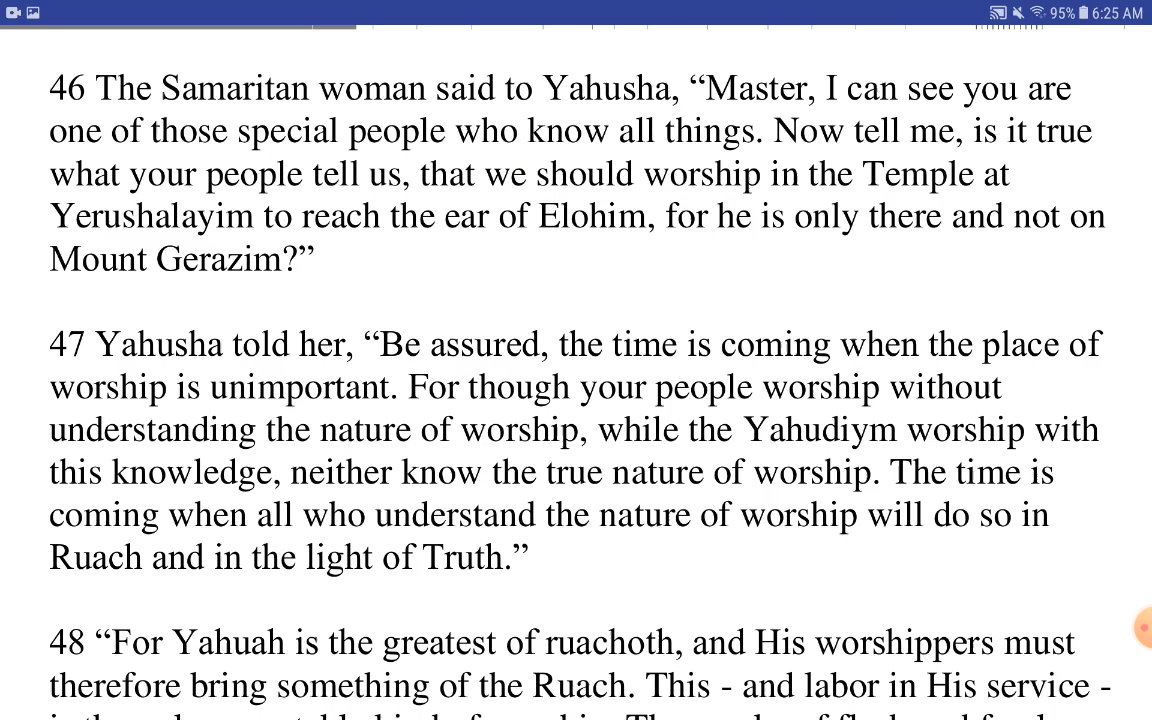 95% 6:25 AM
46 The Samaritan woman said to Yahusha, “Master, I can see you are
one of those special people who know all things. Now tell me, is it true
what your people tell us, that we should worship in the Temple at
Yerushalayim to reach the ear of Elohim, for he is only there and not on
Mount Gerazim?”
47 Yahusha told her, “Be assured, the time is coming when the place of
worship is unimportant. For though your people worship without
understanding the nature of worship, while the Yahudiym worship with
this knowledge, neither know the true nature of worship. The time is
coming when all who understand the nature of worship will do so in
Ruach and in the light of Truth.”
48 “For Yahuah is the greatest of ruachoth, and His worshippers must
therefore bring something of the Ruach. This - and labor in His service -